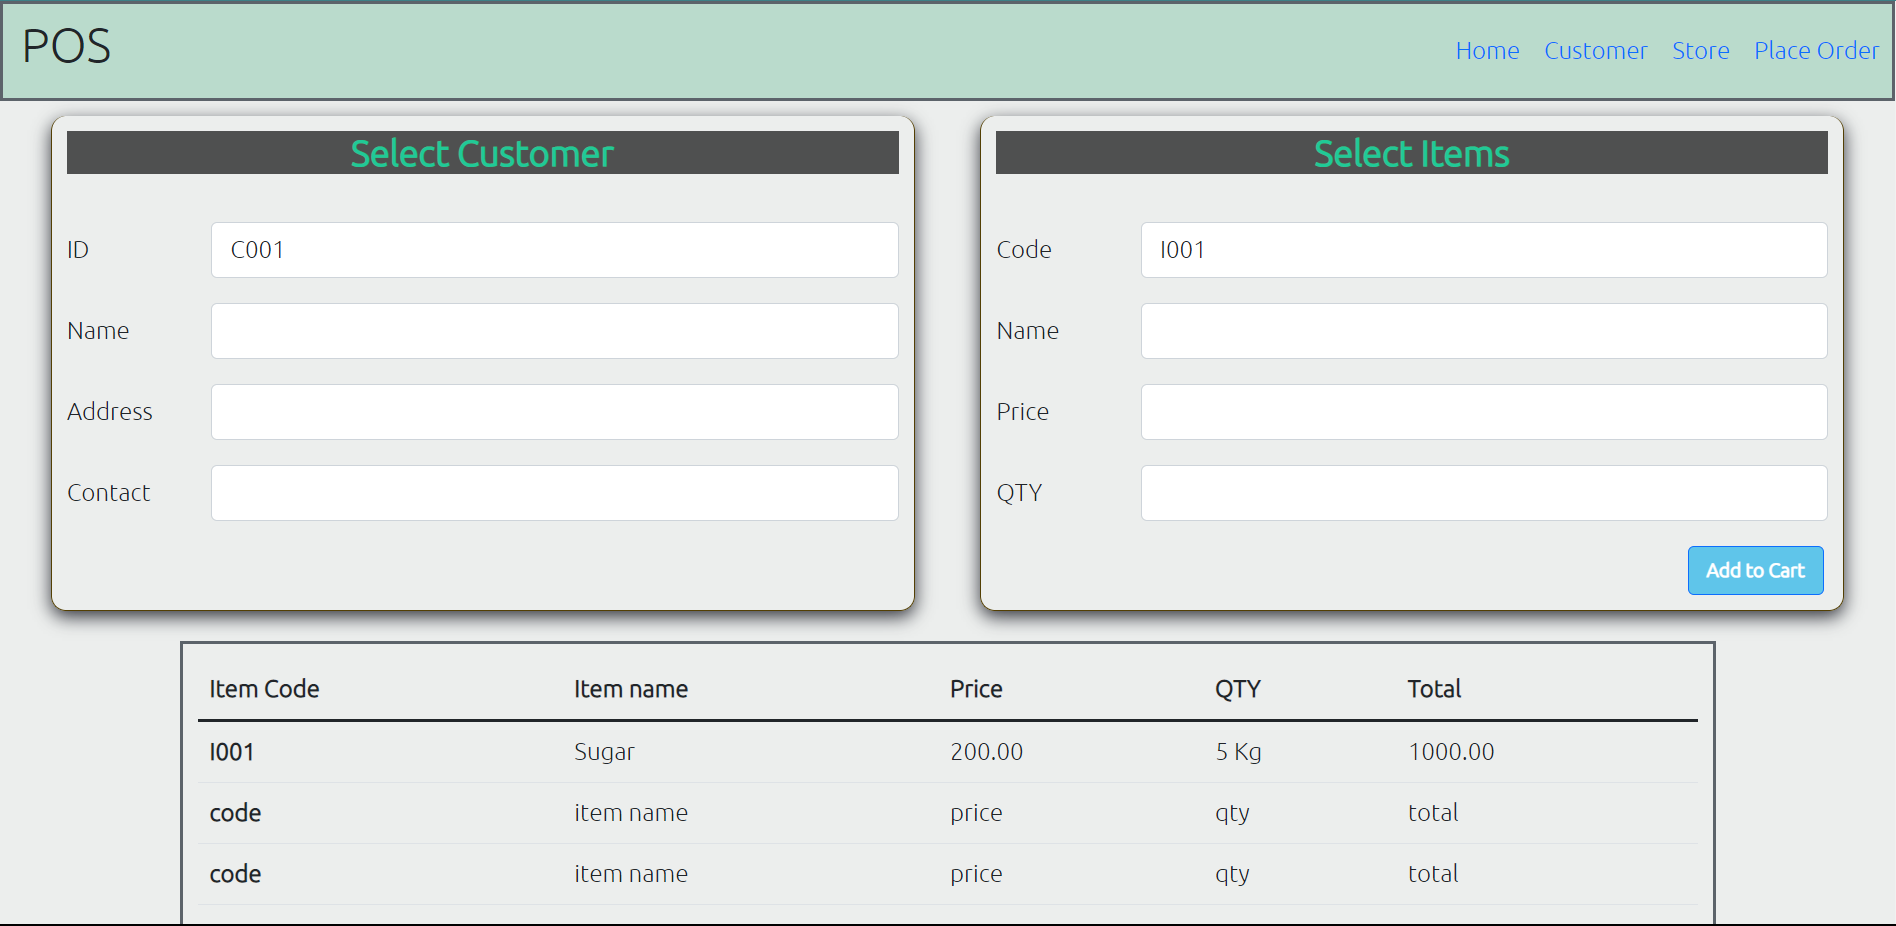 POS
Home Customer Store Place Order
Select Customer
ID C001
Name
Address
Contact
Select Items
Code I001
Name
Price
QTY
Add to Cart
Item Code Item name Price QTY Total
I001 Sugar 200.00 5 Kg 1000.00
code item name price qty total
code item name price qty total